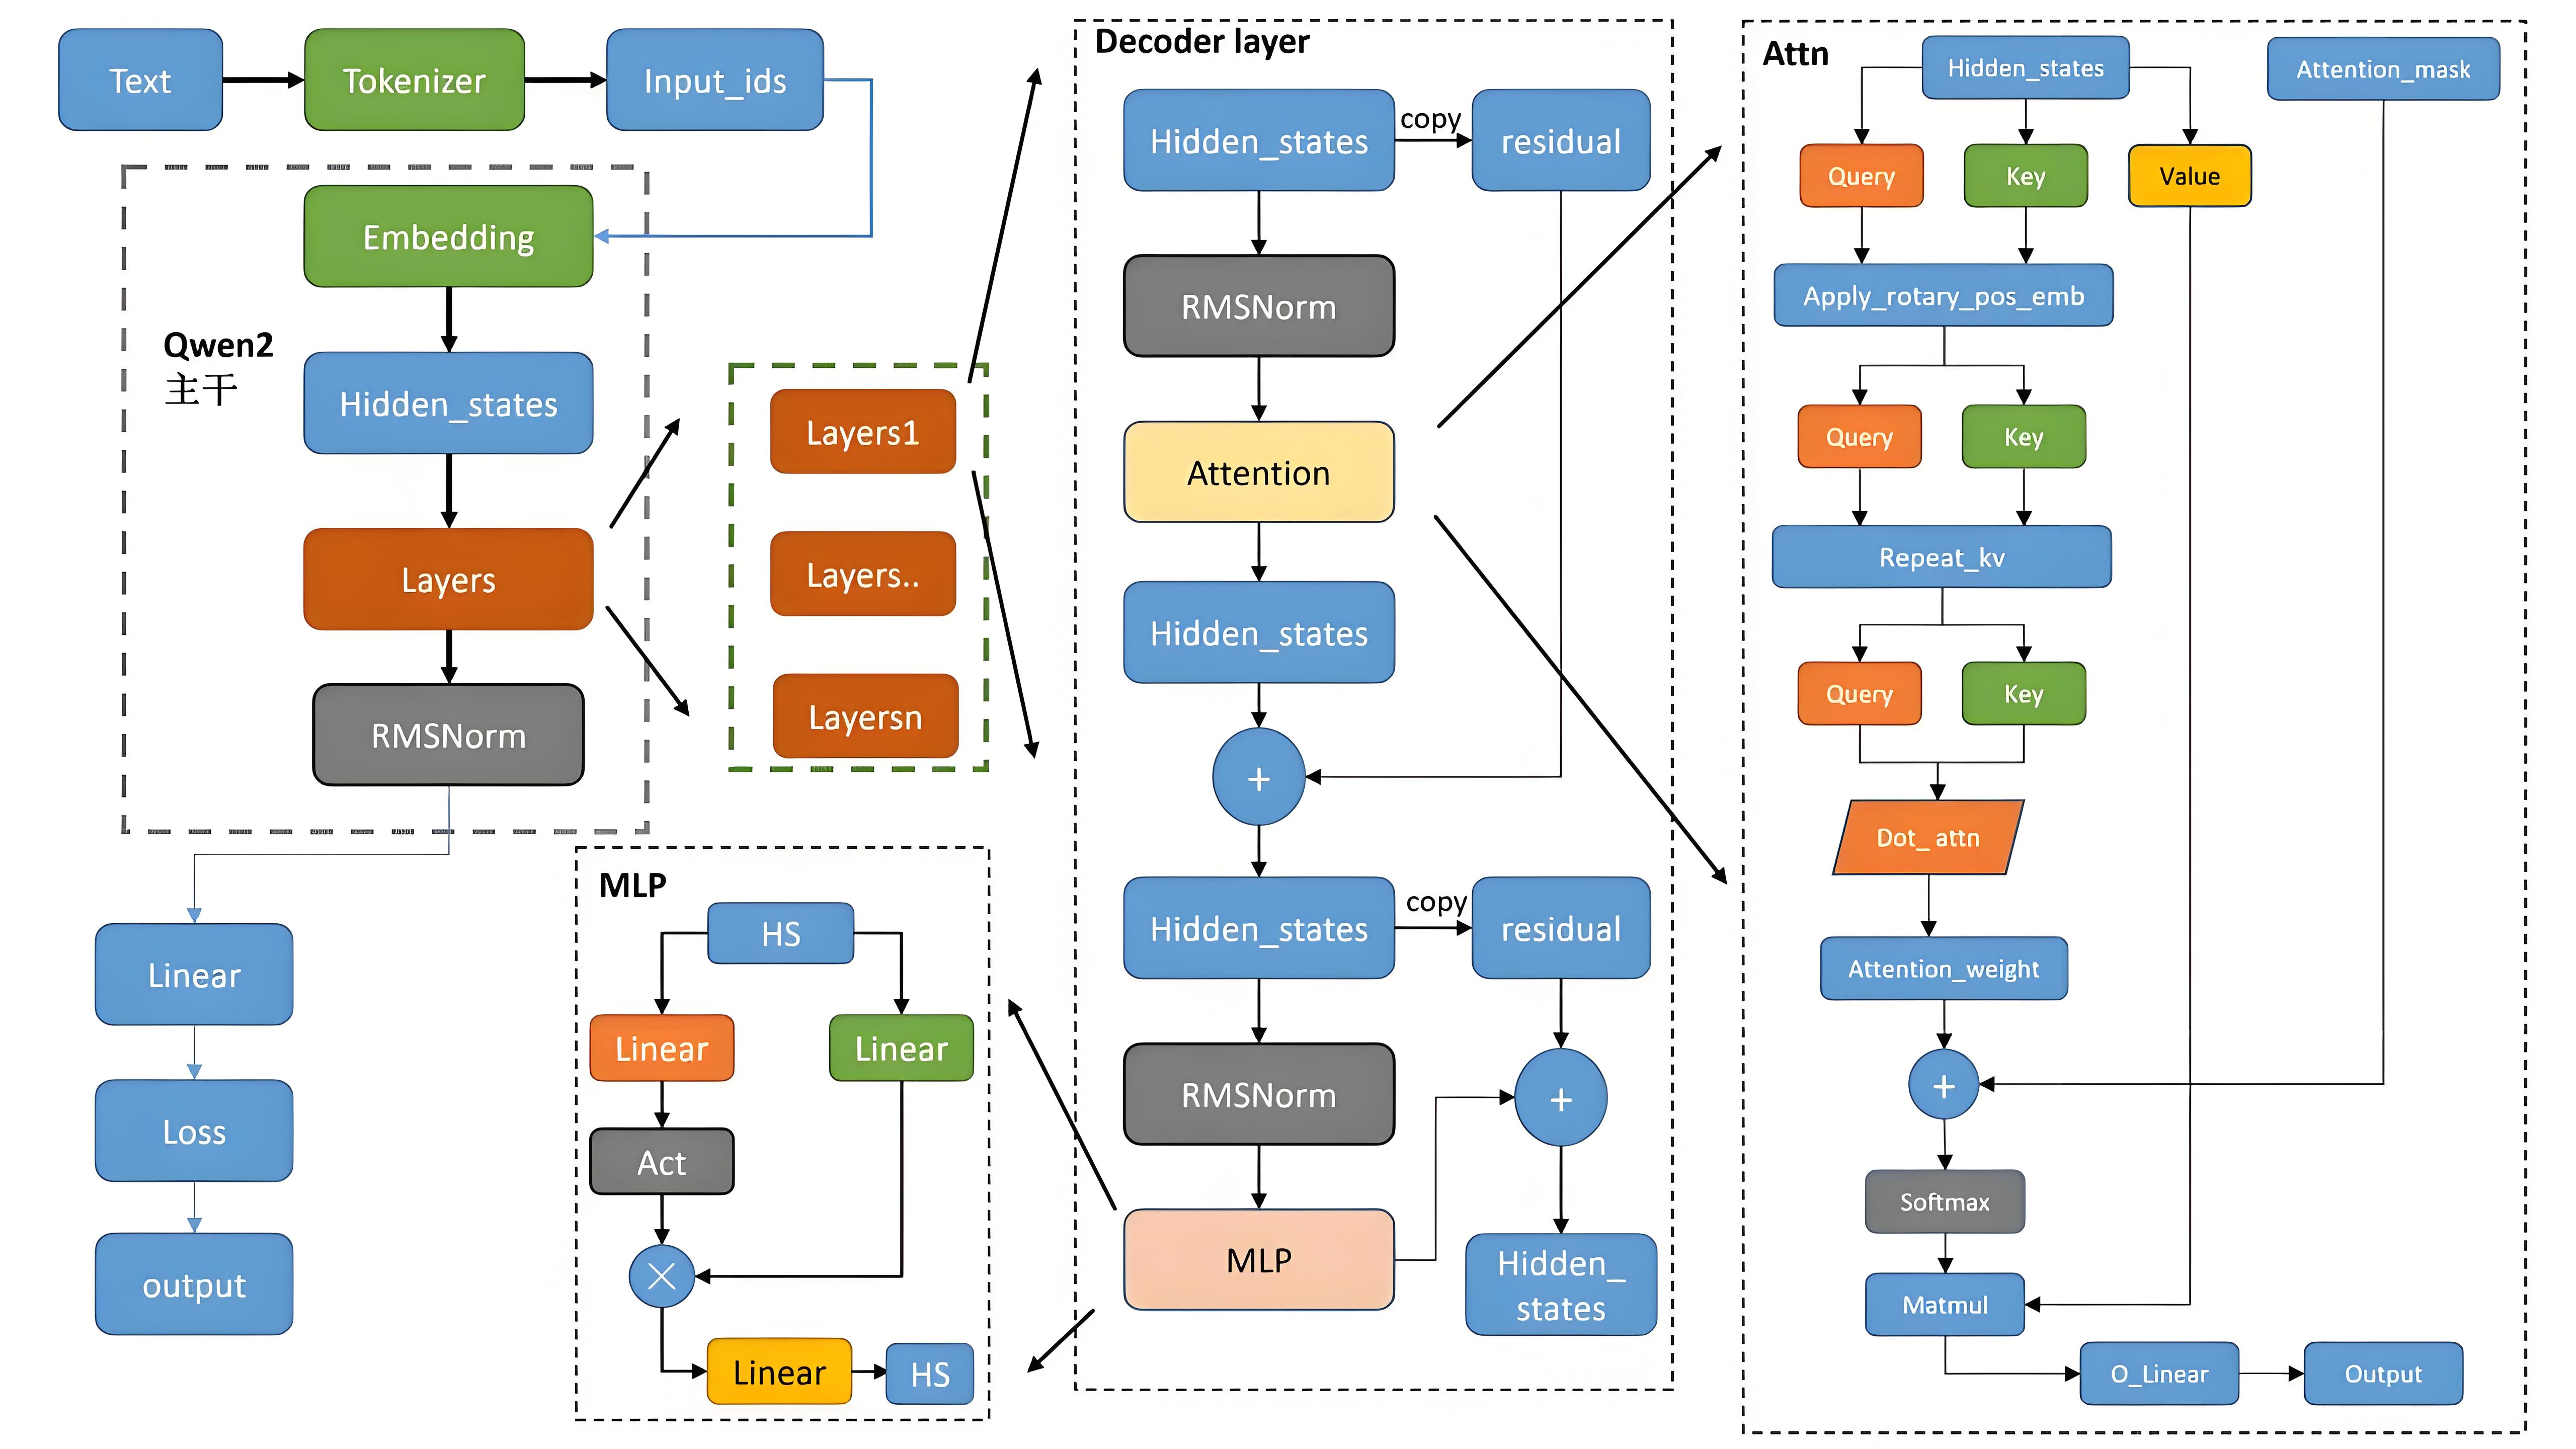 Text
Tokenizer
Input_ids
Qwen2
主干
Embedding
Hidden_states
Layers
RMSNorm
Linear
Loss
output
Layers1
Layers..
Layersn
MLP
HS
Linear
Linear
Act
Linear
HS
Decoder layer
Hidden_states
copy
residual
RMSNorm
Attention
Hidden_states
+
Hidden_states
copy
residual
RMSNorm
+
MLP
Hidden_
states
Attn
Hidden_states
Attention_mask
Query
Key
Value
Apply_rotary_pos_emb
Query
Key
Repeat_kv
Query
Key
Dot_ attn
Attention_weight
+
Softmax
Matmul
O_Linear
Output